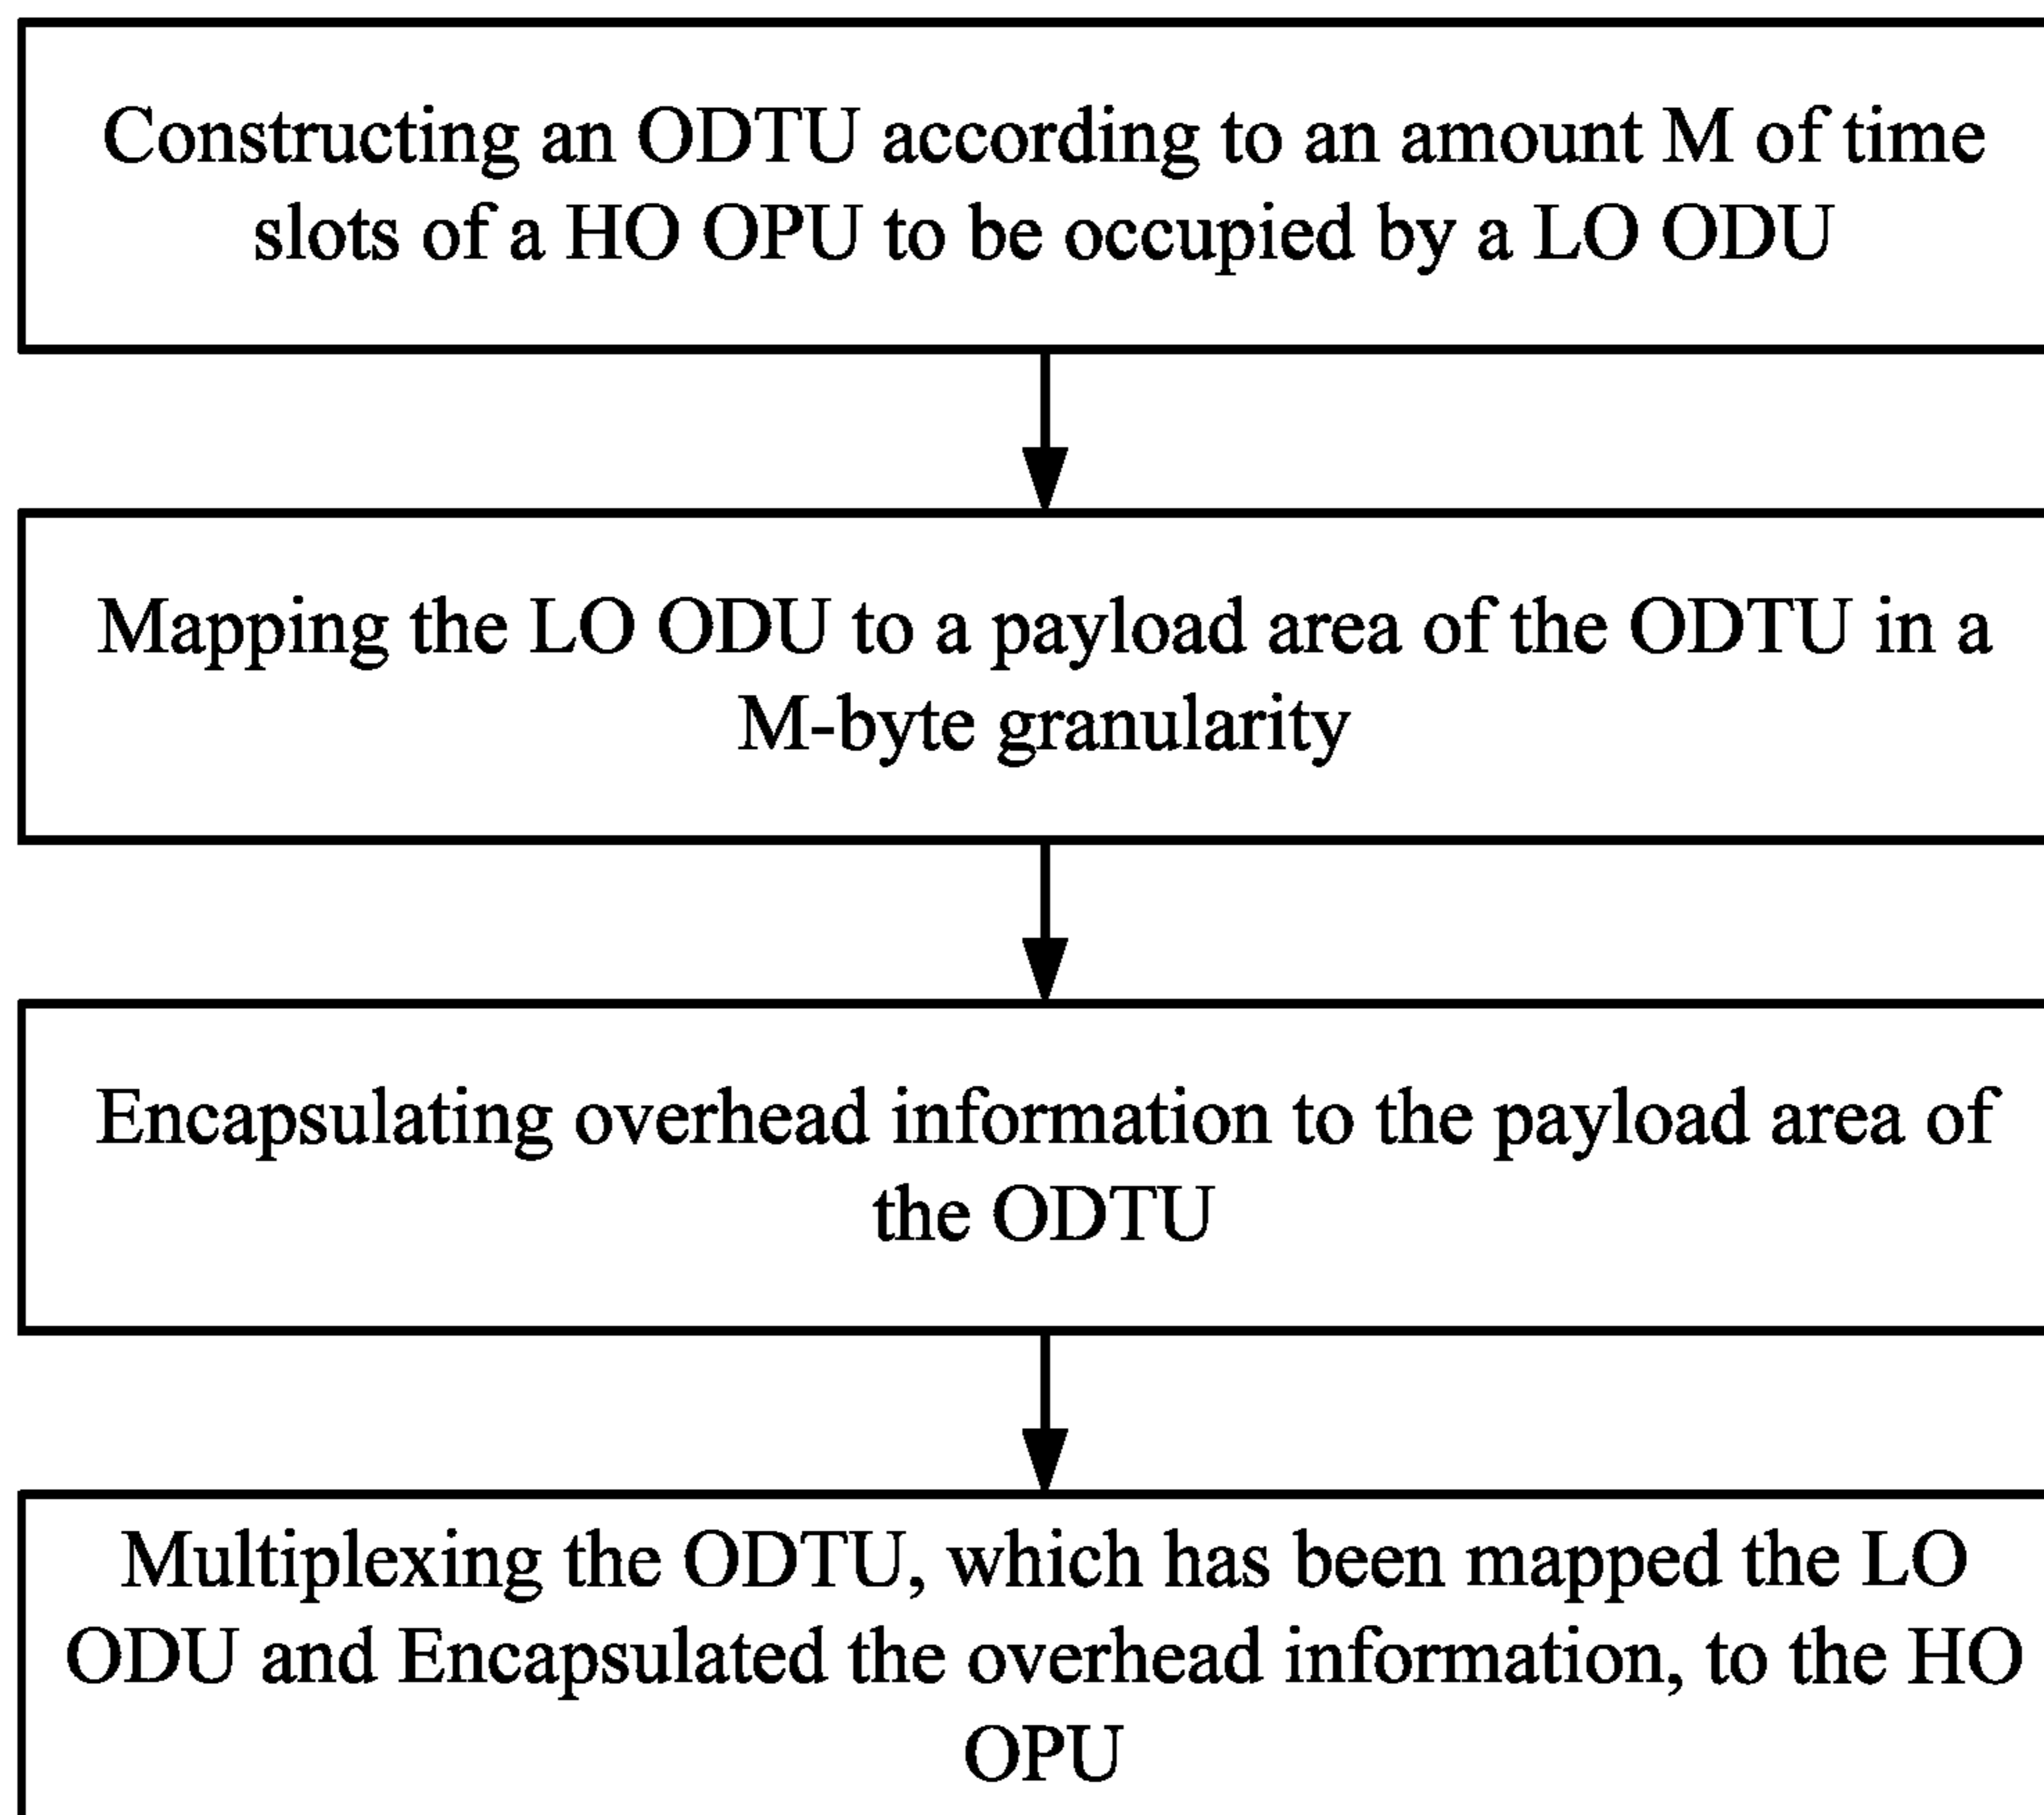 Constructing an ODTU according to an amount M of time
slots of a HO OPU to be occupied by a LO ODU
Mapping the LO ODU to a payload area of the ODTU in a
M-byte granularity
Encapsulating overhead information to the payload area of
the ODTU
Multiplexing the ODTU, which has been mapped the LO
ODU and Encapsulated the overhead information, to the HO
OPU